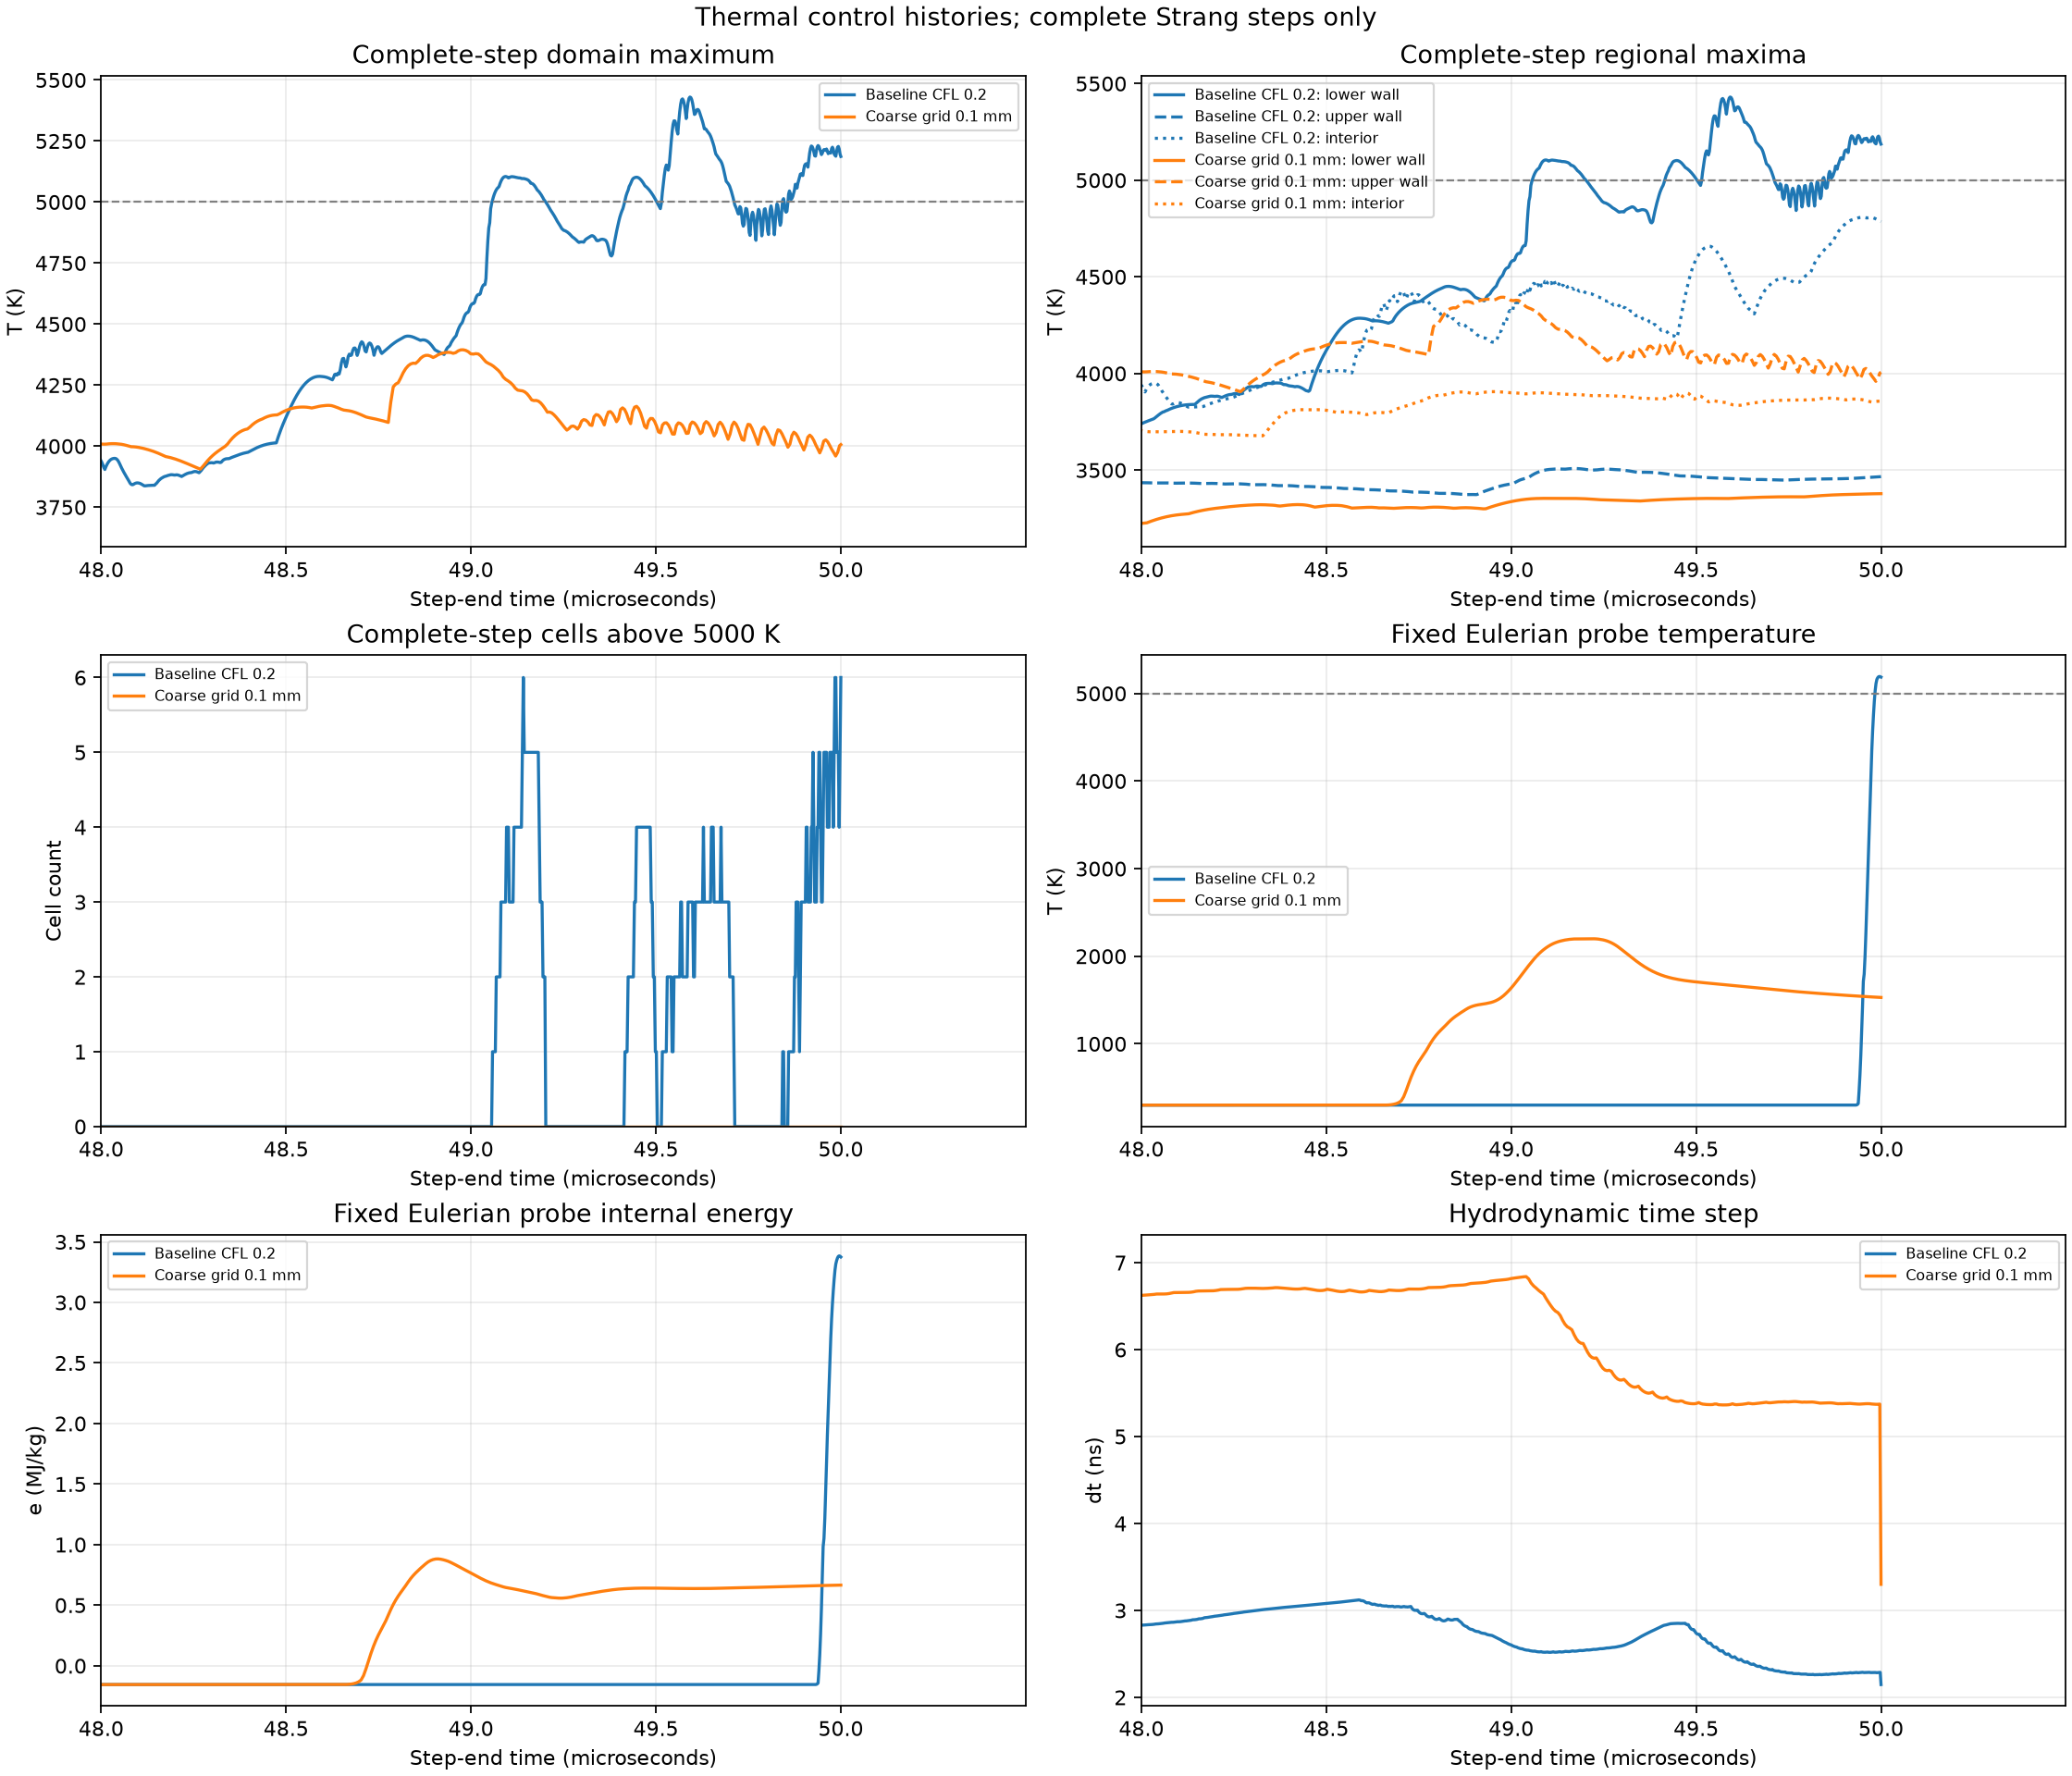 Thermal control histories; complete Strang steps only
Complete-step domain maximum
5500
5250
5000
4750
4500
4250
4000
3750
T (K)
Baseline CFL 0.2
Coarse grid 0.1 mm
48.0 48.5 49.0 49.5 50.0
Step-end time (microseconds)
Complete-step regional maxima
5500
5000
4500
4000
3500
T (K)
Baseline CFL 0.2: lower wall
Baseline CFL 0.2: upper wall
Baseline CFL 0.2: interior
Coarse grid 0.1 mm: lower wall
Coarse grid 0.1 mm: upper wall
Coarse grid 0.1 mm: interior
48.0 48.5 49.0 49.5 50.0
Step-end time (microseconds)
Complete-step cells above 5000 K
6
5
4
3
2
1
0
Cell count
Baseline CFL 0.2
Coarse grid 0.1 mm
48.0 48.5 49.0 49.5 50.0
Step-end time (microseconds)
Fixed Eulerian probe temperature
5000
4000
3000
2000
1000
T (K)
Baseline CFL 0.2
Coarse grid 0.1 mm
48.0 48.5 49.0 49.5 50.0
Step-end time (microseconds)
Fixed Eulerian probe internal energy
3.5
3.0
2.5
2.0
1.5
1.0
0.5
0.0
e (MJ/kg)
Baseline CFL 0.2
Coarse grid 0.1 mm
48.0 48.5 49.0 49.5 50.0
Step-end time (microseconds)
Hydrodynamic time step
7
6
5
4
3
2
dt (ns)
Baseline CFL 0.2
Coarse grid 0.1 mm
48.0 48.5 49.0 49.5 50.0
Step-end time (microseconds)